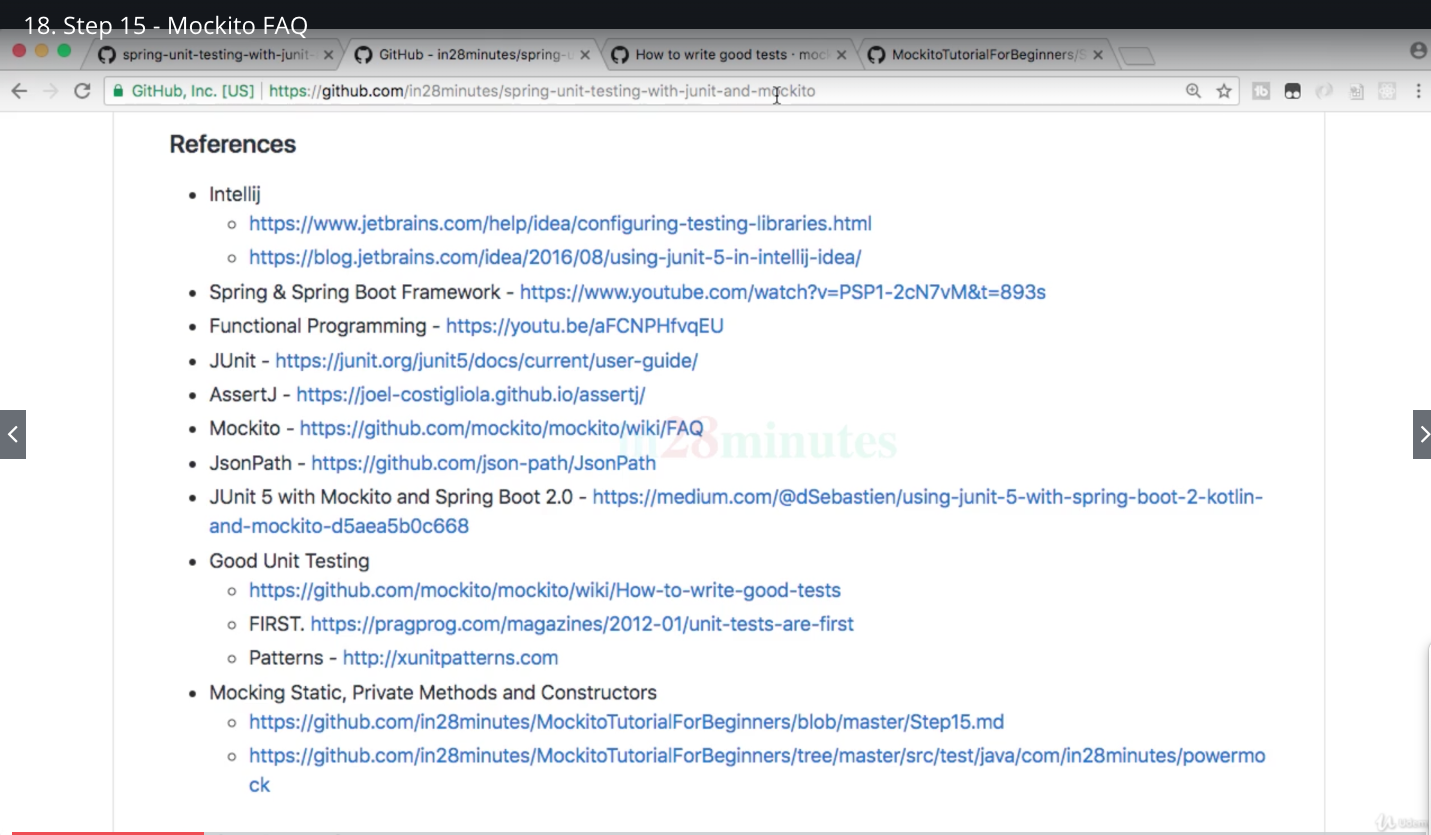 18. Step 15 - Mockito FAQ
spring-unit-testing-with-junit-
GitHub - in28minutes/spring-u
How to write good tests · mock
MockitoTutorialForBeginners/S
GitHub, Inc. [US] | https://github.com/in28minutes/spring-unit-testing-with-junit-and-mockito
References
Intellij
https://www.jetbrains.com/help/idea/configuring-testing-libraries.html
https://blog.jetbrains.com/idea/2016/08/using-junit-5-in-intellij-idea/
Spring & Spring Boot Framework - https://www.youtube.com/watch?v=PSP1-2cN7vM&t=893s
Functional Programming - https://youtu.be/aFCNPHfvqEU
JUnit - https://junit.org/junit5/docs/current/user-guide/
AssertJ - https://joel-costigliola.github.io/assertj/
Mockito - https://github.com/mockito/mockito/wiki/FAQ
in28minutes
JsonPath - https://github.com/json-path/JsonPath
JUnit 5 with Mockito and Spring Boot 2.0 - https://medium.com/@dSebastien/using-junit-5-with-spring-boot-2-kotlin-
and-mockito-d5aea5b0c668
Good Unit Testing
https://github.com/mockito/mockito/wiki/How-to-write-good-tests
FIRST. https://pragprog.com/magazines/2012-01/unit-tests-are-first
Patterns - http://xunitpatterns.com
Mocking Static, Private Methods and Constructors
https://github.com/in28minutes/MockitoTutorialForBeginners/blob/master/Step15.md
https://github.com/in28minutes/MockitoTutorialForBeginners/tree/master/src/test/java/com/in28minutes/powermo
ck